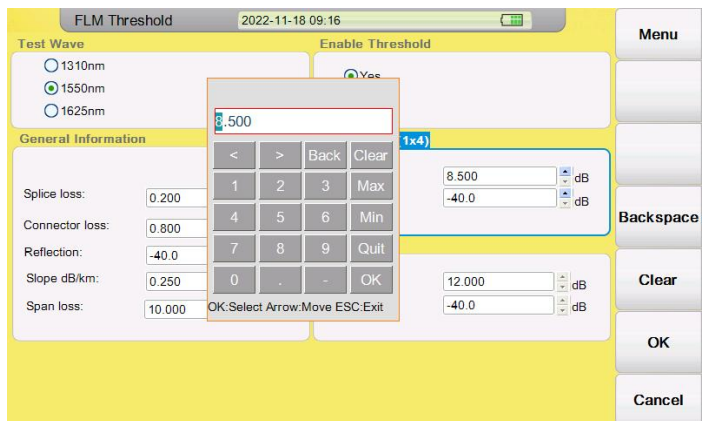 FLM Threshold
2022-11-18 09:16
Test Wave
1310nm
1550nm
1625nm
Enable Threshold
Yes
General Information
Splice loss:
0.200
Connector loss:
0.800
Reflection:
-40.0
Slope dB/km:
0.250
Span loss:
10.000
1x4)
8.500
dB
-40.0
dB
12.000
dB
-40.0
dB
8.500
< > Back Clear
1 2 3 Max
4 5 6 Min
7 8 9 Quit
0 . - OK
OK:Select Arrow:Move ESC:Exit
Menu
Backspace
Clear
OK
Cancel